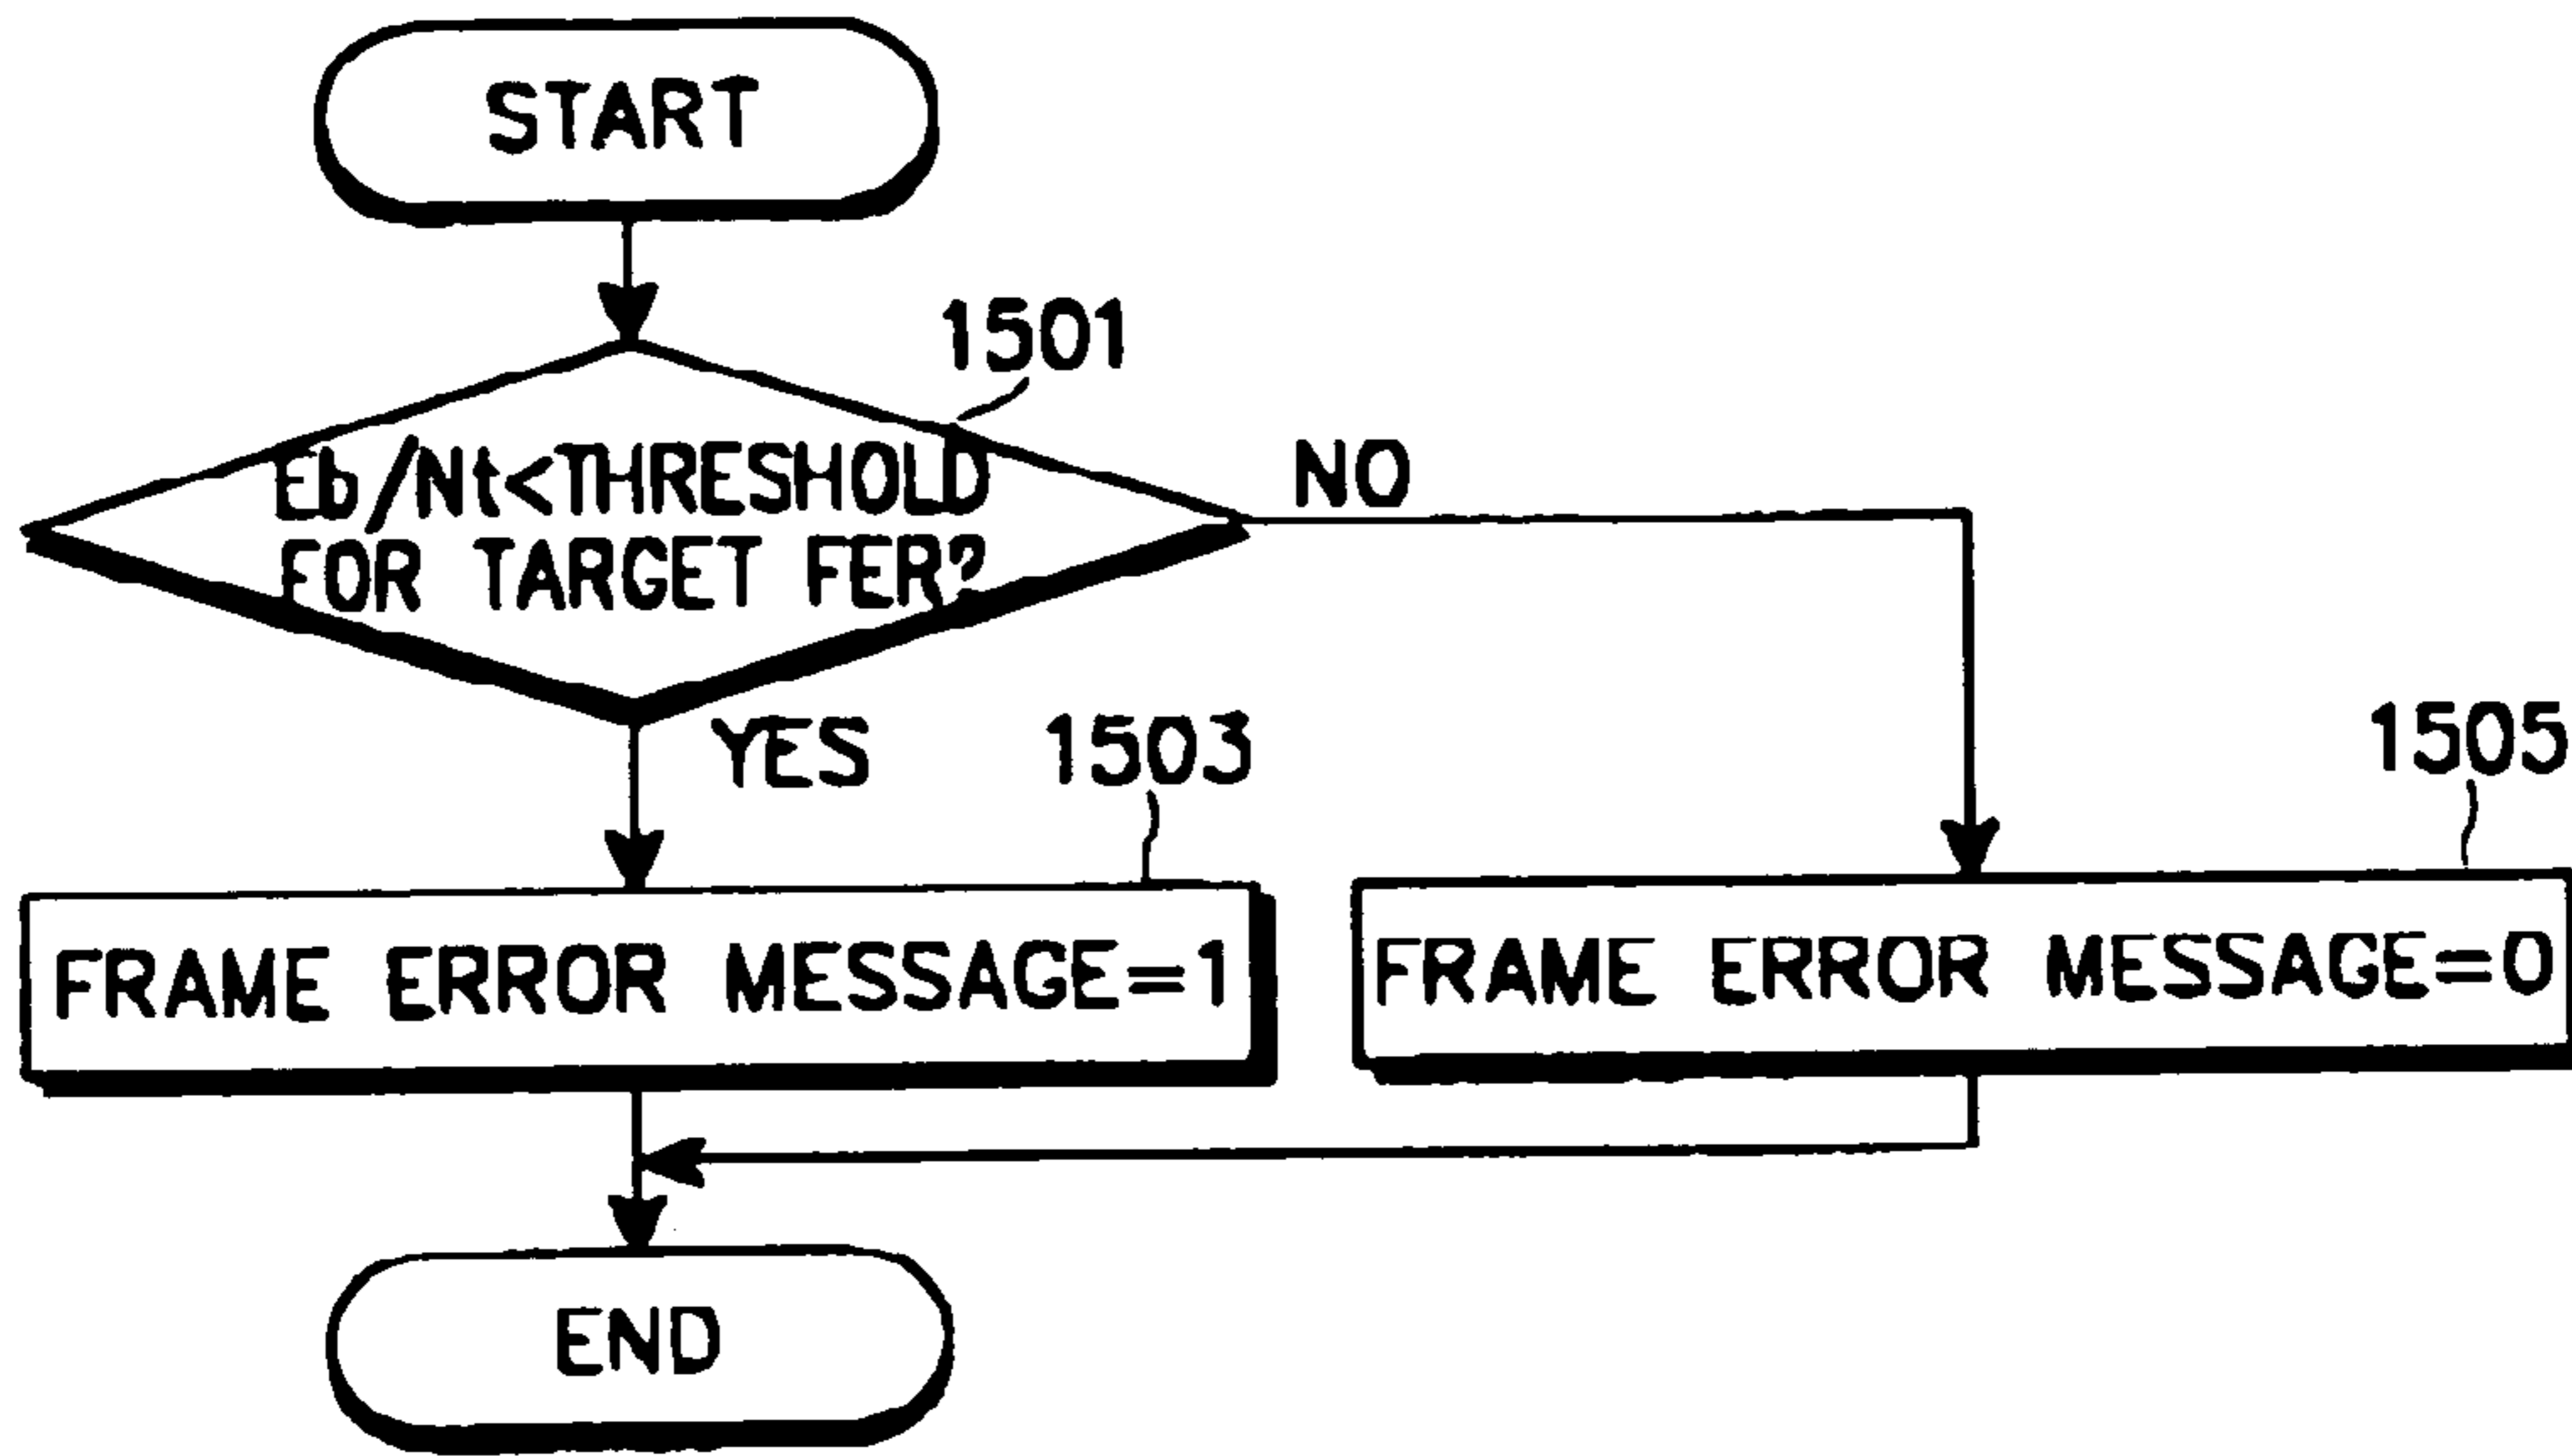 START
1501
Eb/Nt<THRESHOLD
FOR TARGET FER?
NO
YES
1503
1505
FRAME ERROR MESSAGE=1
FRAME ERROR MESSAGE=0
END